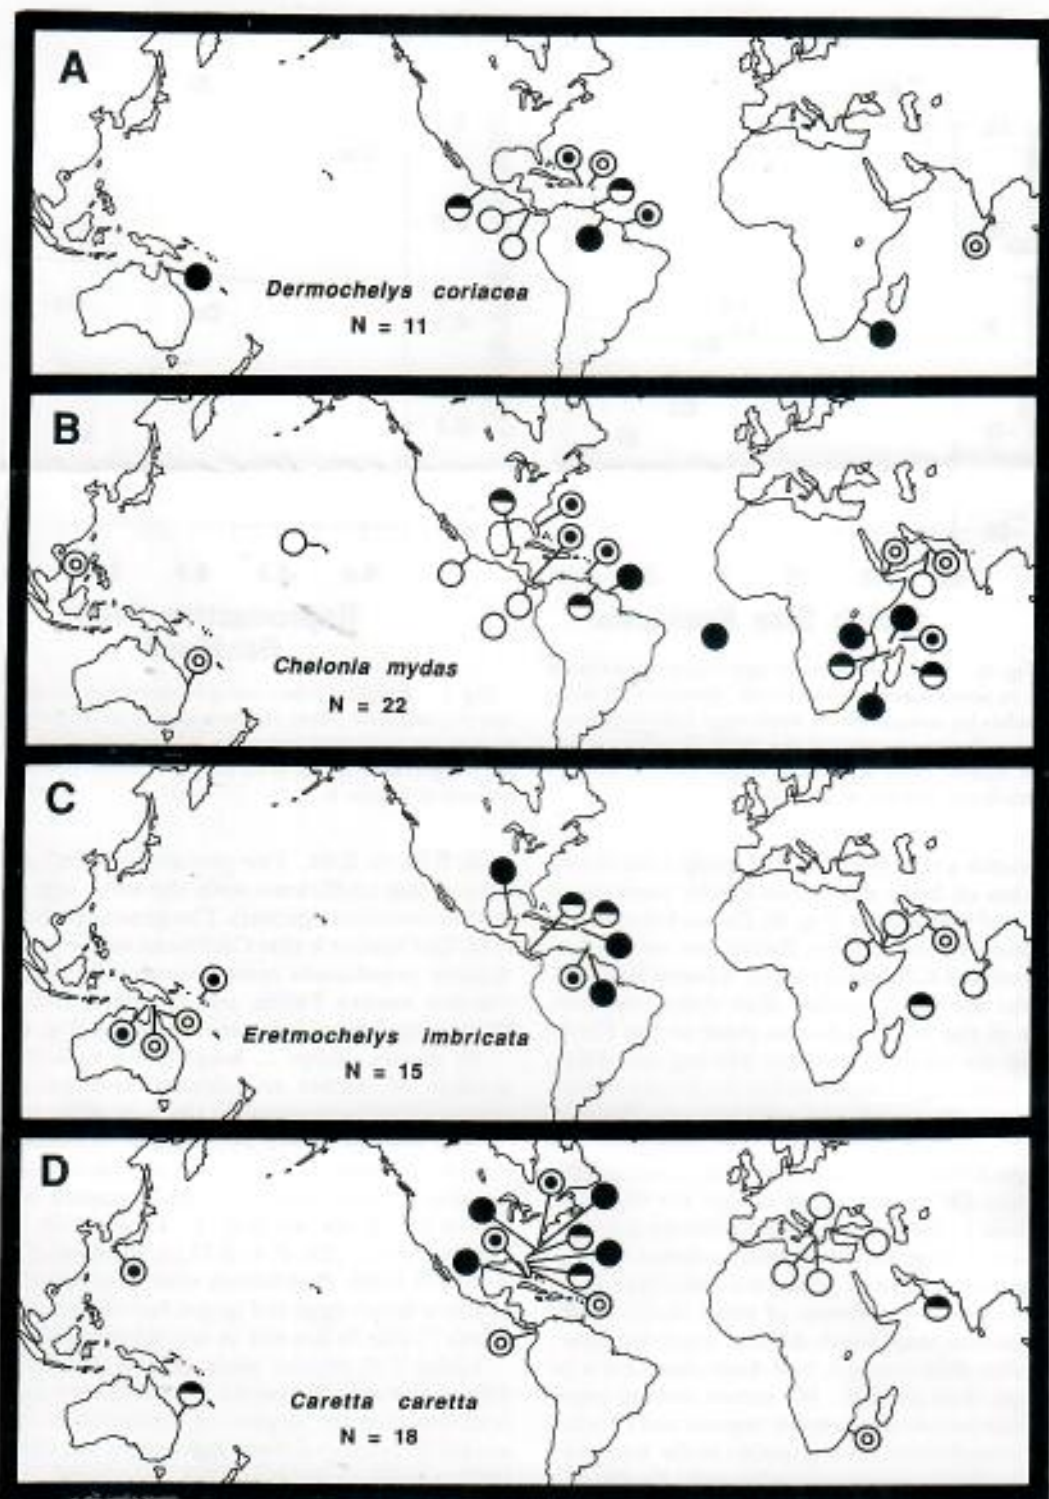 A
Dermochelys coriacea
N = 11
B
Chelonia mydas
N = 22
C
Eretmochelys imbricata
N = 15
D
Caretta caretta
N = 18